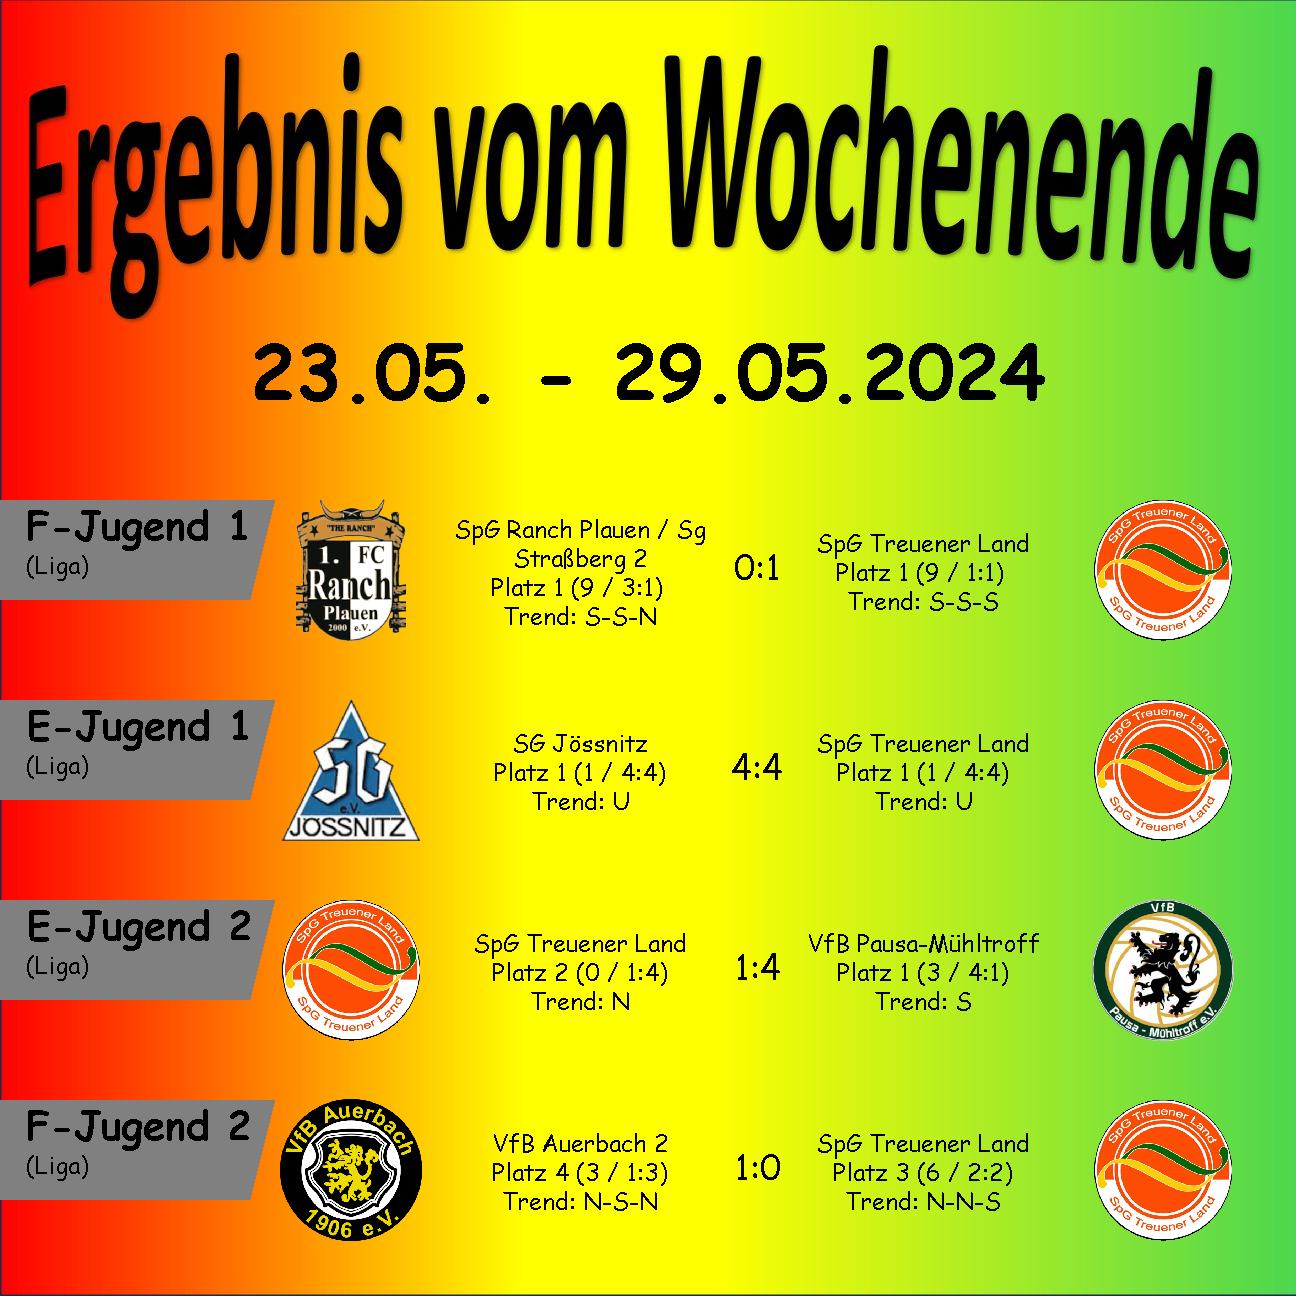 Ergebnis vom Wochenende
23.05. - 29.05.2024
F-Jugend 1
(Liga)
"THE RANCH"
1. FC
Ranch
Plauen
2000 e.V.
SpG Ranch Plauen / Sg
Straßberg 2
Platz 1 (9 / 3:1)
Trend: S-S-N
0:1
SpG Treuener Land
Platz 1 (9 / 1:1)
Trend: S-S-S
SpG Treuener Land
SpG Treuener Land
E-Jugend 1
(Liga)
SG
e.V.
JÖSSNITZ
SG Jössnitz
Platz 1 (1 / 4:4)
Trend: U
4:4
SpG Treuener Land
Platz 1 (1 / 4:4)
Trend: U
SpG Treuener Land
SpG Treuener Land
E-Jugend 2
(Liga)
SpG Treuener Land
SpG Treuener Land
SpG Treuener Land
Platz 2 (0 / 1:4)
Trend: N
1:4
VfB Pausa-Mühltroff
Platz 1 (3 / 4:1)
Trend: S
VfB
Pausa - Mühltroff e.V.
F-Jugend 2
(Liga)
VfB Auerbach
1906 e.V.
VfB Auerbach 2
Platz 4 (3 / 1:3)
Trend: N-S-N
1:0
SpG Treuener Land
Platz 3 (6 / 2:2)
Trend: N-N-S
SpG Treuener Land
SpG Treuener Land